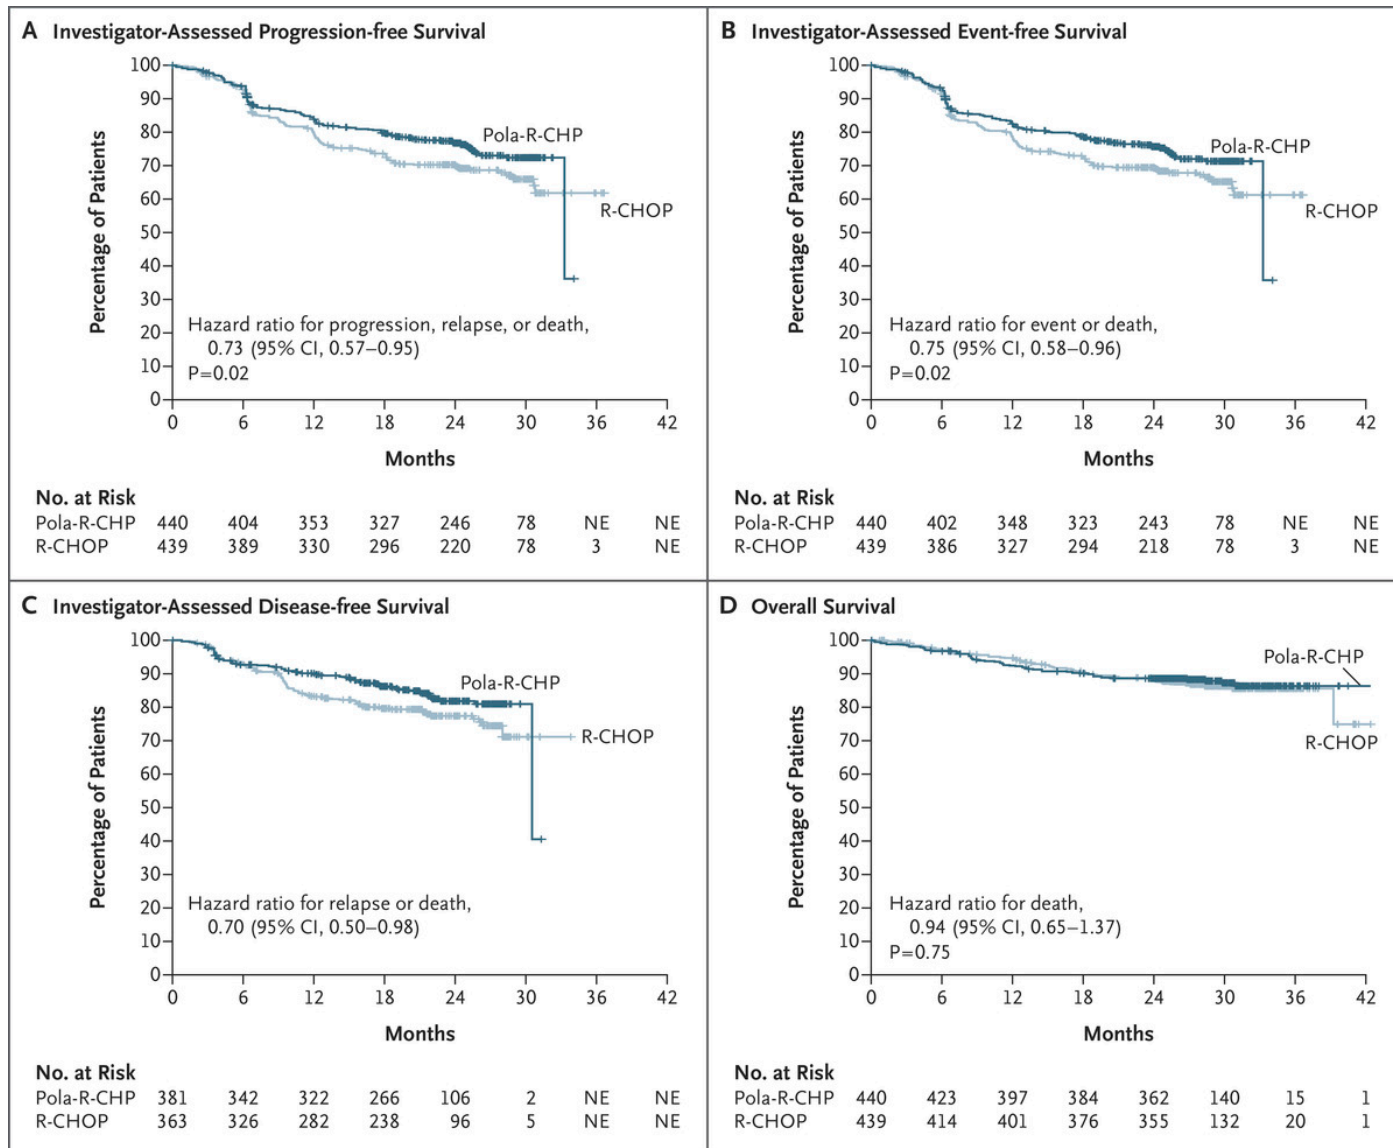 A Investigator-Assessed Progression-free Survival
100
90
80
70
60
50
40
30
20
10
0
Percentage of Patients
Pola-R-CHP
R-CHOP
Hazard ratio for progression, relapse, or death,
0.73 (95% CI, 0.57–0.95)
P=0.02
0 6 12 18 24 30 36 42
Months
No. at Risk
Pola-R-CHP 440 404 353 327 246 78 NE NE
R-CHOP 439 389 330 296 220 78 3 NE
B Investigator-Assessed Event-free Survival
100
90
80
70
60
50
40
30
20
10
0
Percentage of Patients
Pola-R-CHP
R-CHOP
Hazard ratio for event or death,
0.75 (95% CI, 0.58–0.96)
P=0.02
0 6 12 18 24 30 36 42
Months
No. at Risk
Pola-R-CHP 440 402 348 323 243 78 NE NE
R-CHOP 439 386 327 294 218 78 3 NE
C Investigator-Assessed Disease-free Survival
100
90
80
70
60
50
40
30
20
10
0
Percentage of Patients
Pola-R-CHP
R-CHOP
Hazard ratio for relapse or death,
0.70 (95% CI, 0.50–0.98)
0 6 12 18 24 30 36 42
Months
No. at Risk
Pola-R-CHP 381 342 322 266 106 2 NE NE
R-CHOP 363 326 282 238 96 5 NE NE
D Overall Survival
100
90
80
70
60
50
40
30
20
10
0
Percentage of Patients
Pola-R-CHP
R-CHOP
Hazard ratio for death,
0.94 (95% CI, 0.65–1.37)
P=0.75
0 6 12 18 24 30 36 42
Months
No. at Risk
Pola-R-CHP 440 423 397 384 362 140 15 1
R-CHOP 439 414 401 376 355 132 20 1